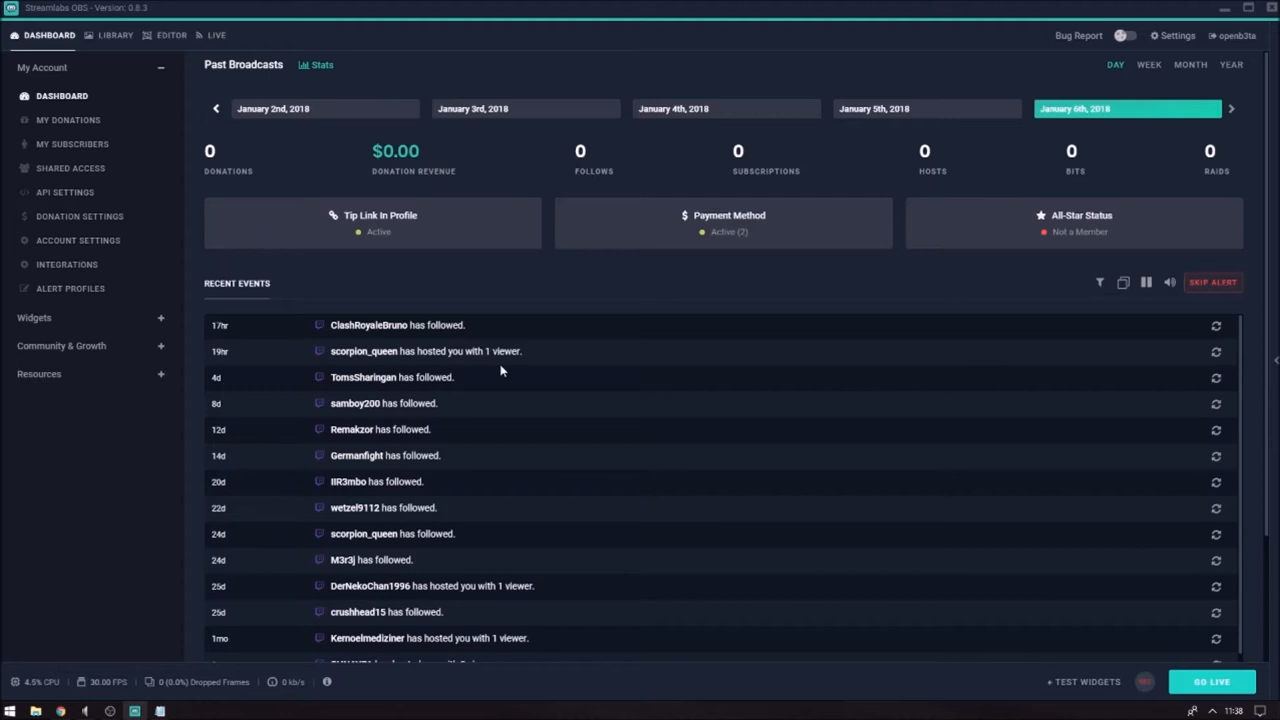 Streamlabs OBS - Version: 0.8.3
DASHBOARD LIBRARY EDITOR LIVE
Bug Report Settings openb3ta
My Account
DASHBOARD
MY DONATIONS
MY SUBSCRIBERS
SHARED ACCESS
API SETTINGS
DONATION SETTINGS
ACCOUNT SETTINGS
INTEGRATIONS
ALERT PROFILES
Widgets
Community & Growth
Resources
Past Broadcasts Stats
DAY WEEK MONTH YEAR
January 2nd, 2018 January 3rd, 2018 January 4th, 2018 January 5th, 2018 January 6th, 2018
0 $0.00 0 0 0 0 0
DONATIONS DONATION REVENUE FOLLOWS SUBSCRIPTIONS HOSTS BITS RAIDS
Tip Link In Profile
Active
Payment Method
Active (2)
All-Star Status
Not a Member
RECENT EVENTS
SKIP ALERT
17hr ClashRoyaleBruno has followed.
19hr scorpion_queen has hosted you with 1 viewer.
4d TomsSharingan has followed.
8d samboy200 has followed.
12d Remakzor has followed.
14d Germanfight has followed.
20d IIR3mbo has followed.
22d wetzel9112 has followed.
24d scorpion_queen has followed.
24d M3r3j has followed.
25d DerNekoChan1996 has hosted you with 1 viewer.
25d crushhead15 has followed.
1mo Kernoelmediziner has hosted you with 1 viewer.
4.5% CPU 30.00 FPS 0 (0.0%) Dropped Frames 0 kb/s
+ TEST WIDGETS REC GO LIVE
11:38